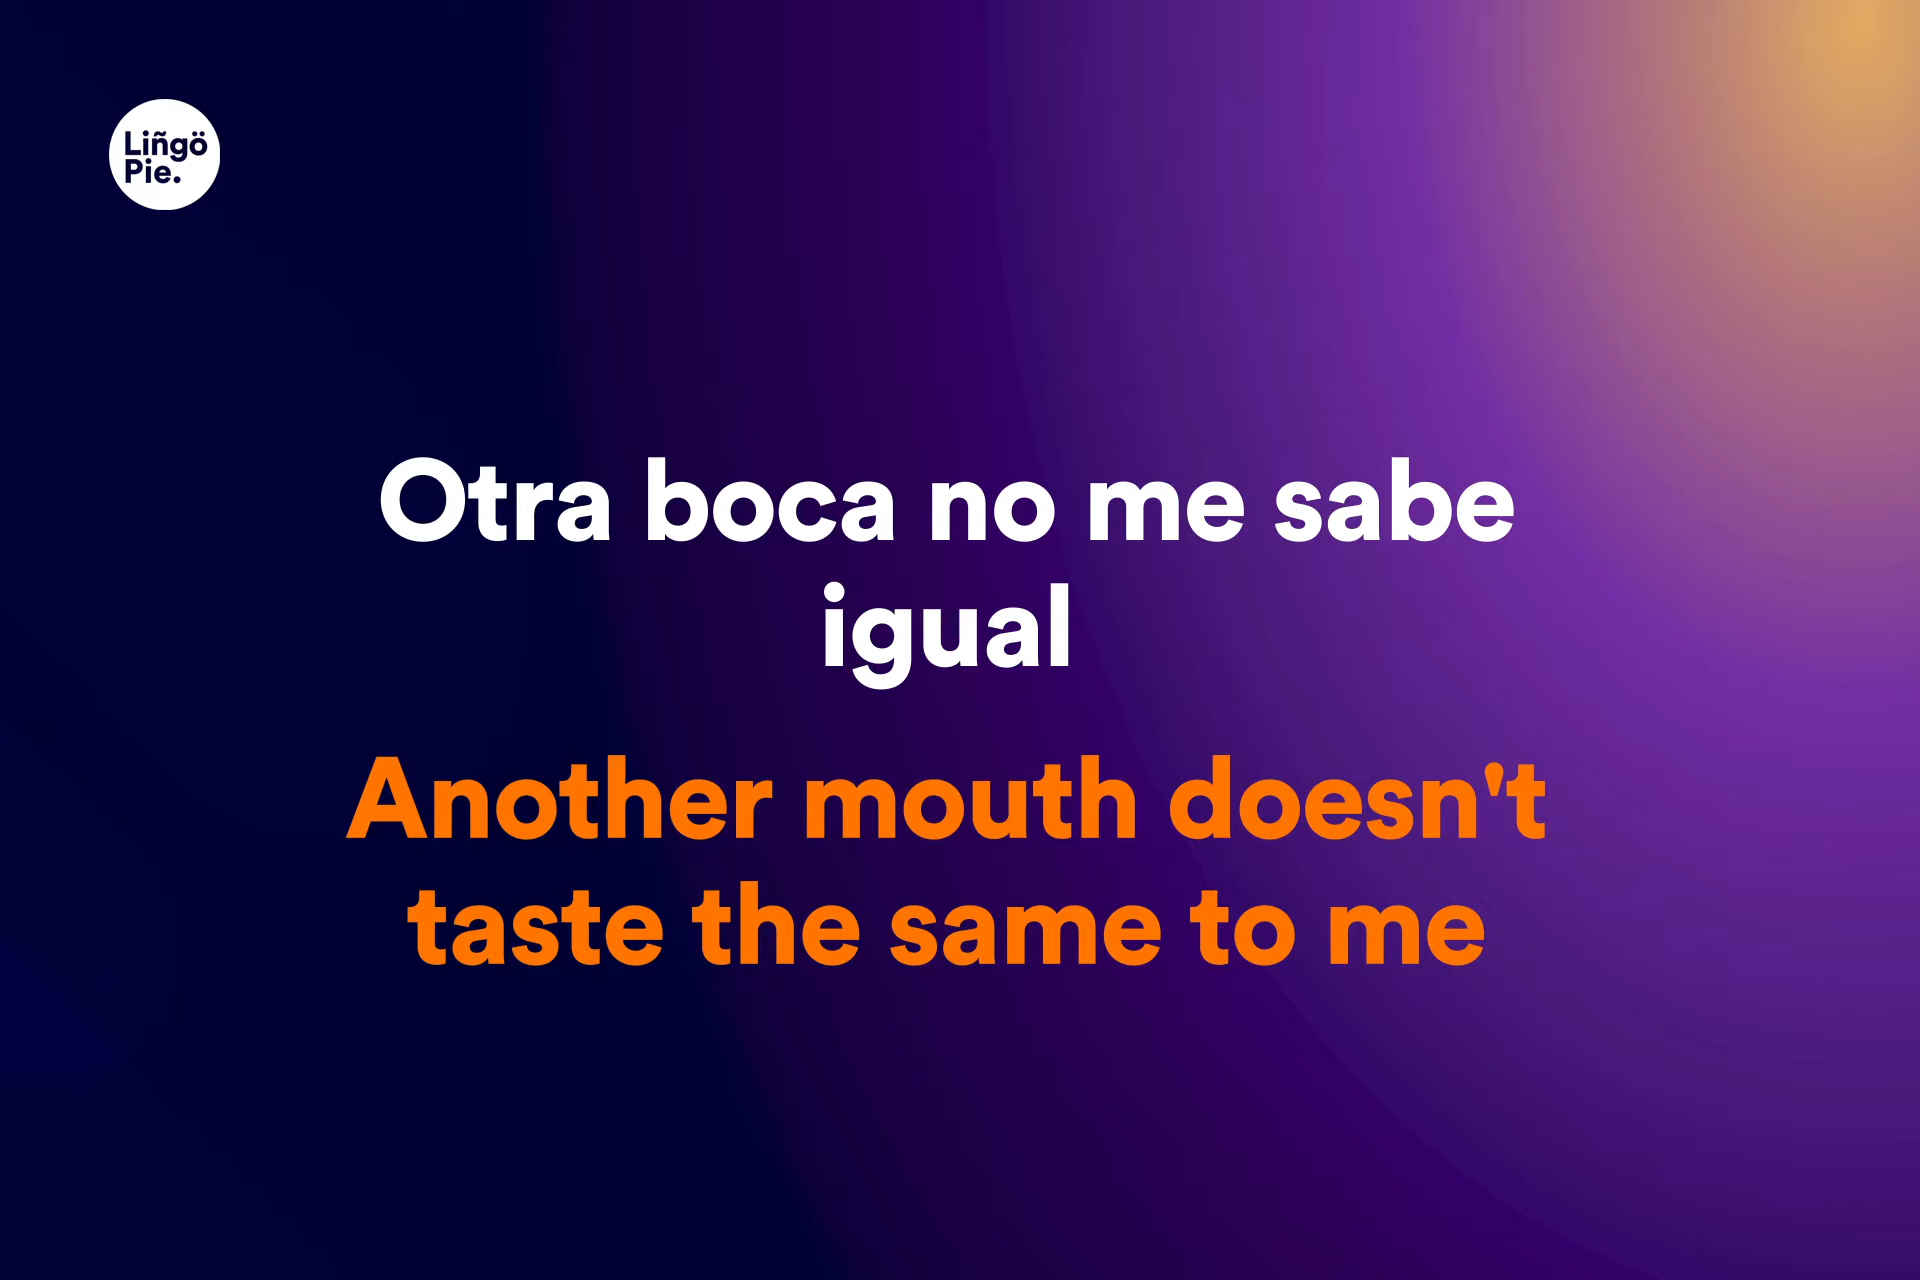 Liñgö
Pie.
Otra boca no me sabe
igual
Another mouth doesn't
taste the same to me